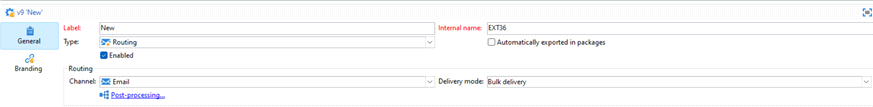 v9 'New'
General
Branding
Label: New Internal name: EXT36
Type: Routing Automatically exported in packages
Enabled
Routing
Channel: Email Delivery mode: Bulk delivery
Post-processing...